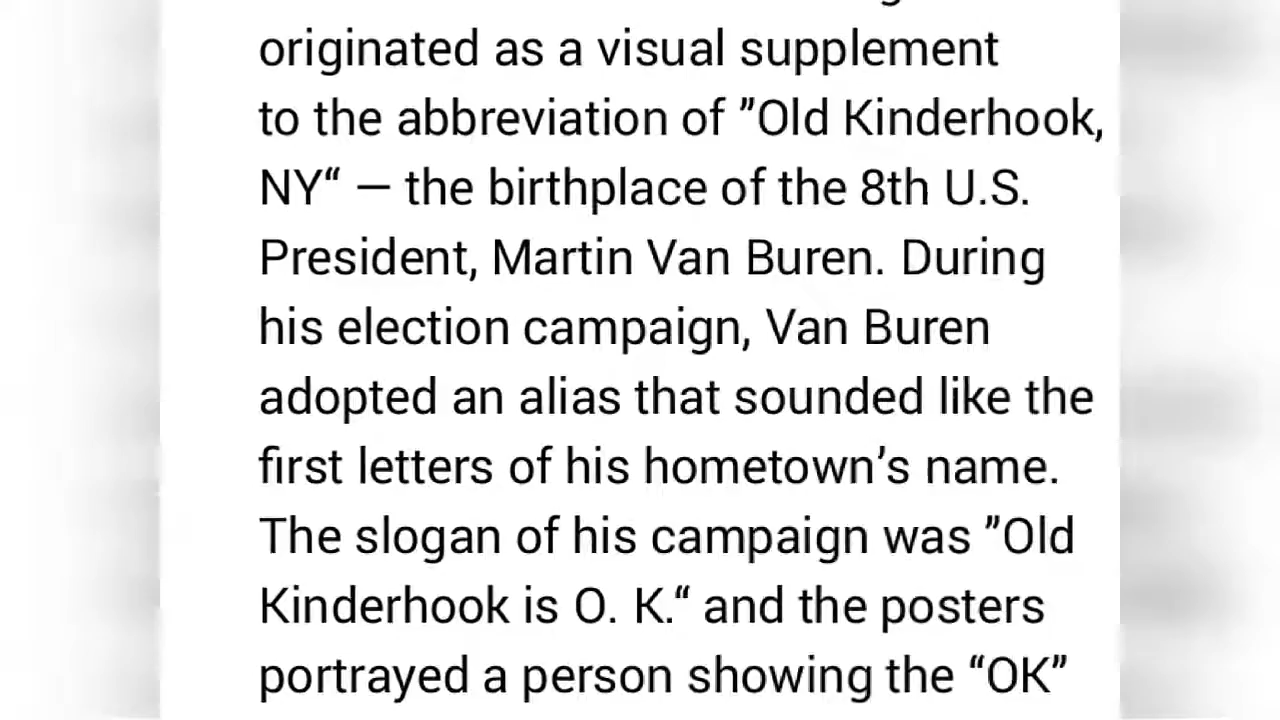 originated as a visual supplement
to the abbreviation of ”Old Kinderhook,
NY“ — the birthplace of the 8th U.S.
President, Martin Van Buren. During
his election campaign, Van Buren
adopted an alias that sounded like the
first letters of his hometown’s name.
The slogan of his campaign was ”Old
Kinderhook is O. K.“ and the posters
portrayed a person showing the “OK”